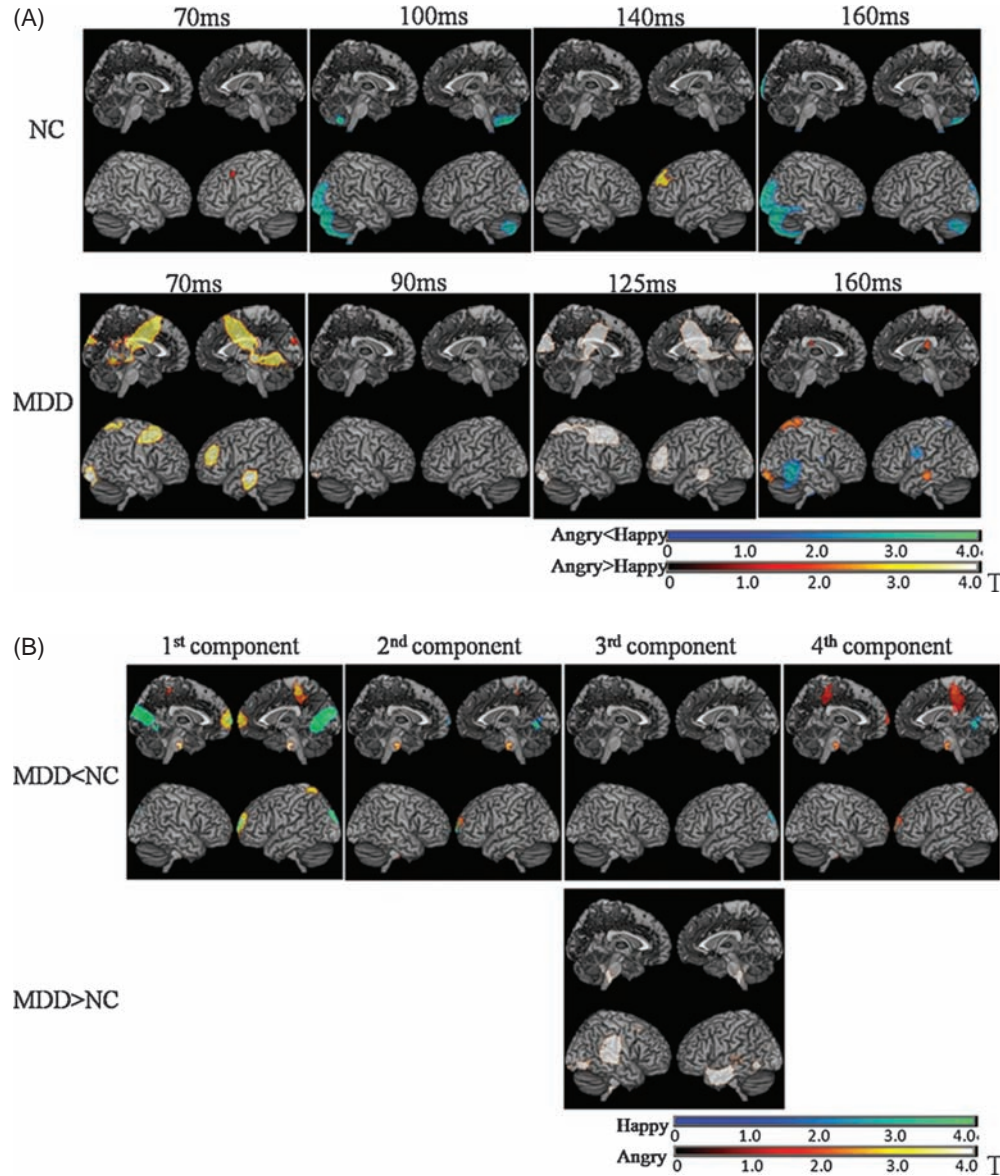 (A)
70ms 100ms 140ms 160ms
NC
70ms 90ms 125ms 160ms
MDD
Angry<Happy
0 1.0 2.0 3.0 4.0
Angry>Happy
0 1.0 2.0 3.0 4.0 T
(B)
1st component 2nd component 3rd component 4th component
MDD<NC
MDD>NC
Happy
0 1.0 2.0 3.0 4.0
Angry
0 1.0 2.0 3.0 4.0 T